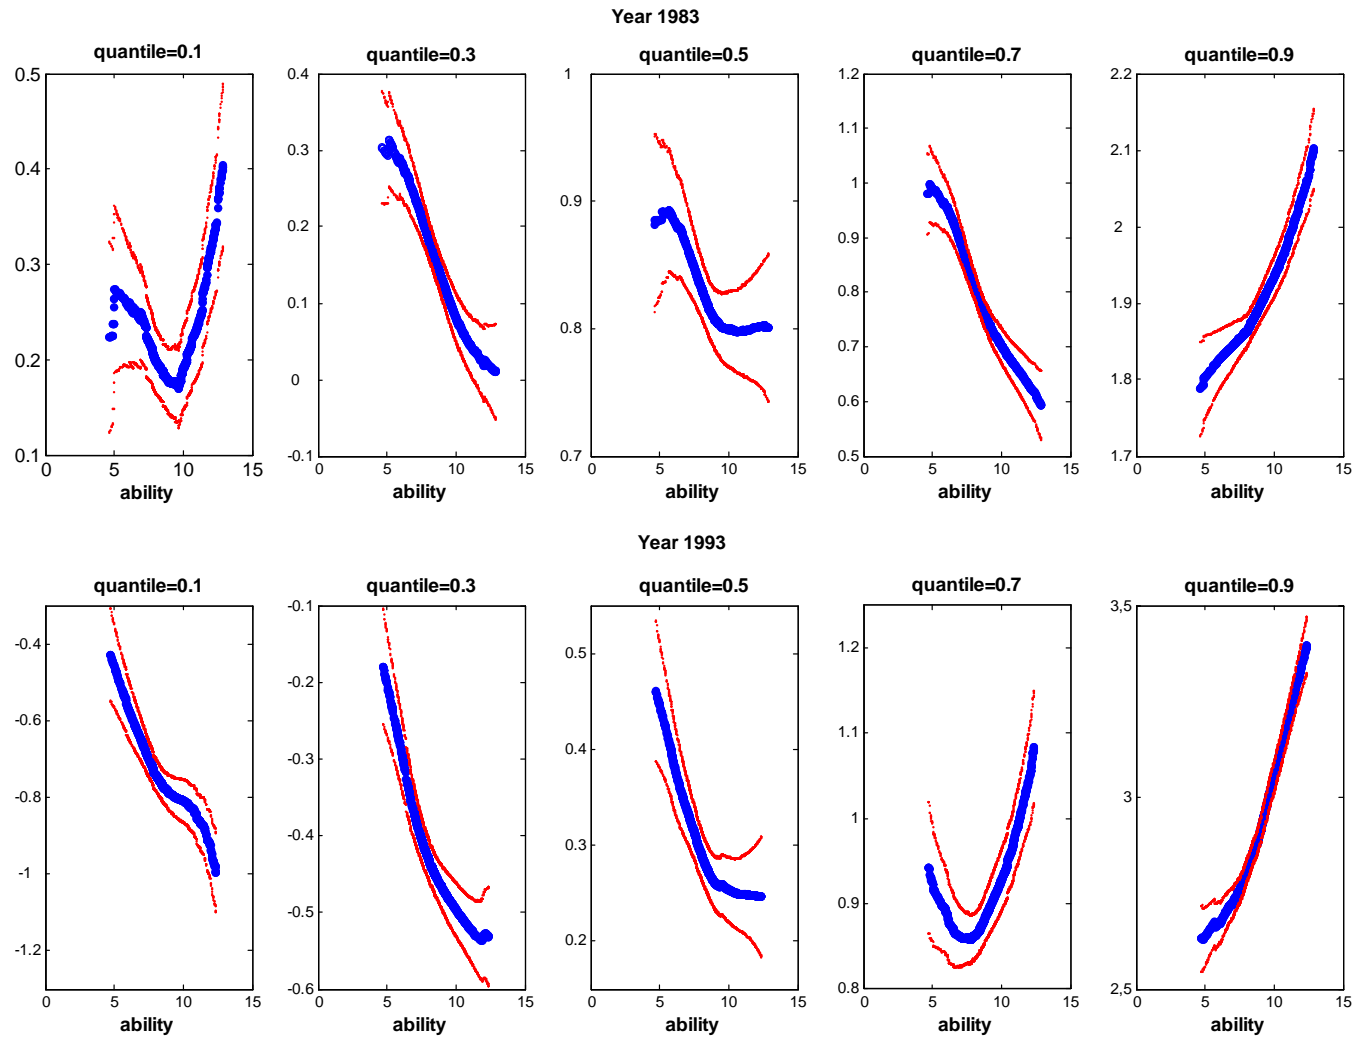 Year 1983
quantile=0.1 quantile=0.3 quantile=0.5 quantile=0.7 quantile=0.9
0.5 0.4 1 1.2 2.2
0.4 0.3 0.9 1.1 2.1
0.3 0.2 0.8 1 2
0.2 0.1 0.7 0.9 1.9
0.1 0 0.8 1.8
-0.1 0.7 1.7
0.6
0.5
0 5 10 15 0 5 10 15 0 5 10 15 0 5 10 15 0 5 10 15
ability ability ability ability ability
Year 1993
quantile=0.1 quantile=0.3 quantile=0.5 quantile=0.7 quantile=0.9
-0.4 -0.1 0.5 1.2 3,5
-0.6 -0.2 0.4 1.1 3
-0.8 -0.3 0.3 1 2,5
-1 -0.4 0.2 0.9
-1.2 -0.5 0.8
-0.6
0 5 10 15 0 5 10 15 0 5 10 15 0 5 10 15 0 5 10 15
ability ability ability ability ability